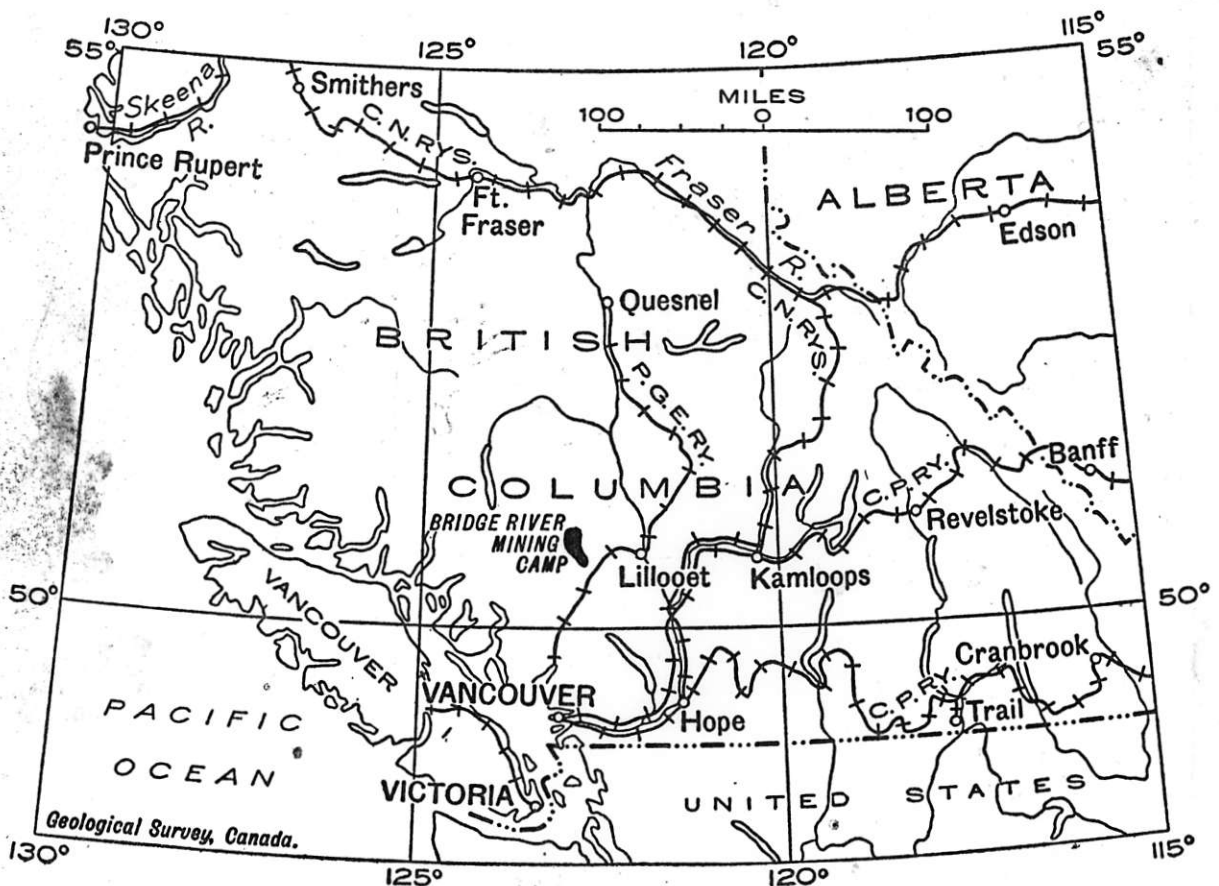 130°
125°
120°
115°
55°
55°
Skeena
R.
Smithers
C. N. RYS.
MILES
100 0 100
Prince Rupert
Ft.
Fraser
Fraser R.
ALBERTA
Edson
Quesnel
C. N. RYS
BRITISH
P. G. E. RY.
COLUMBIA
C. P. RY.
Banff
BRIDGE RIVER
MINING
CAMP
Revelstoke
Lillooet
Kamloops
50°
50°
VANCOUVER
Cranbrook
VANCOUVER
C. P. RY.
Hope
Trail
PACIFIC
OCEAN
VICTORIA
UNITED STATES
Geological Survey, Canada.
130°
125°
120°
115°